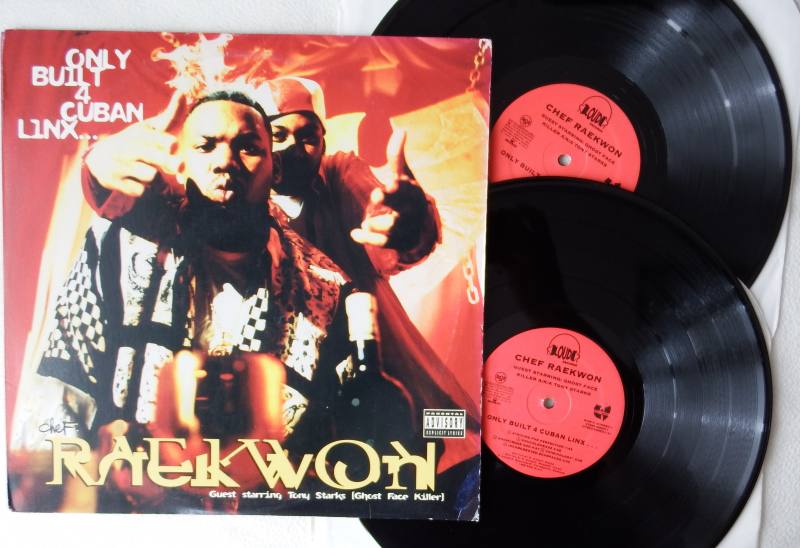 ONLY
BUILT
4
CUBAN
L1NX...
PARENTAL
ADVISORY
EXPLICIT LYRICS
Chef
RAEKWON
Guest starring Tony Starks [Ghost Face Killer]
LOUD
CHEF RAEKWON
GUEST STARRING: GHOST FACE
KILLER A/K/A TONY STARKS
ONLY BUILT
LOUD
CHEF RAEKWON
GUEST STARRING: GHOST FACE
KILLER A/K/A TONY STARKS
ONLY BUILT 4 CUBAN LINX...